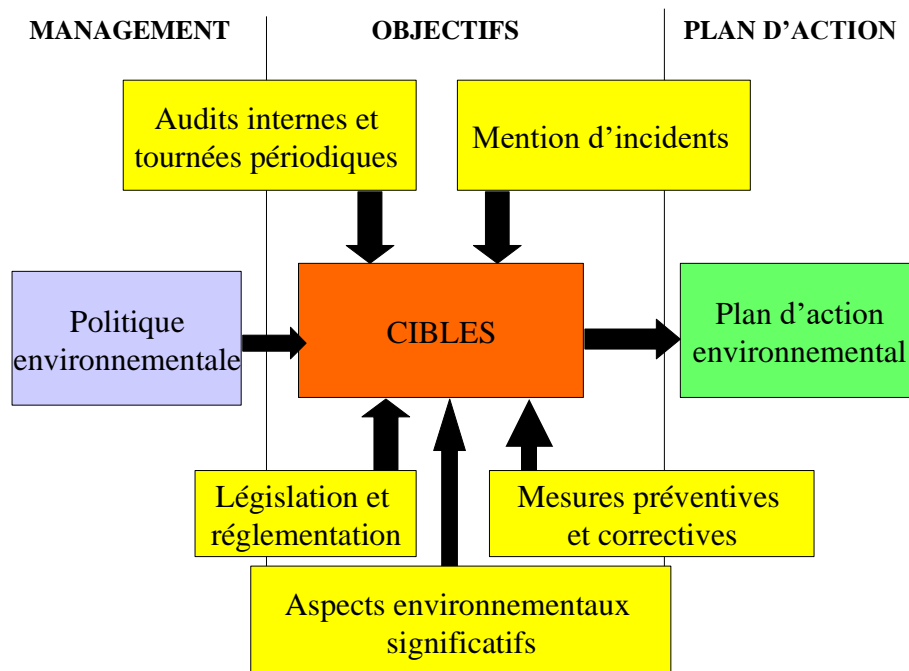 MANAGEMENT
OBJECTIFS
PLAN D’ACTION
Audits internes et
tournées périodiques
Mention d’incidents
Politique
environnementale
CIBLES
Plan d’action
environnemental
Législation et
réglementation
Mesures préventives
et correctives
Aspects environnementaux
significatifs